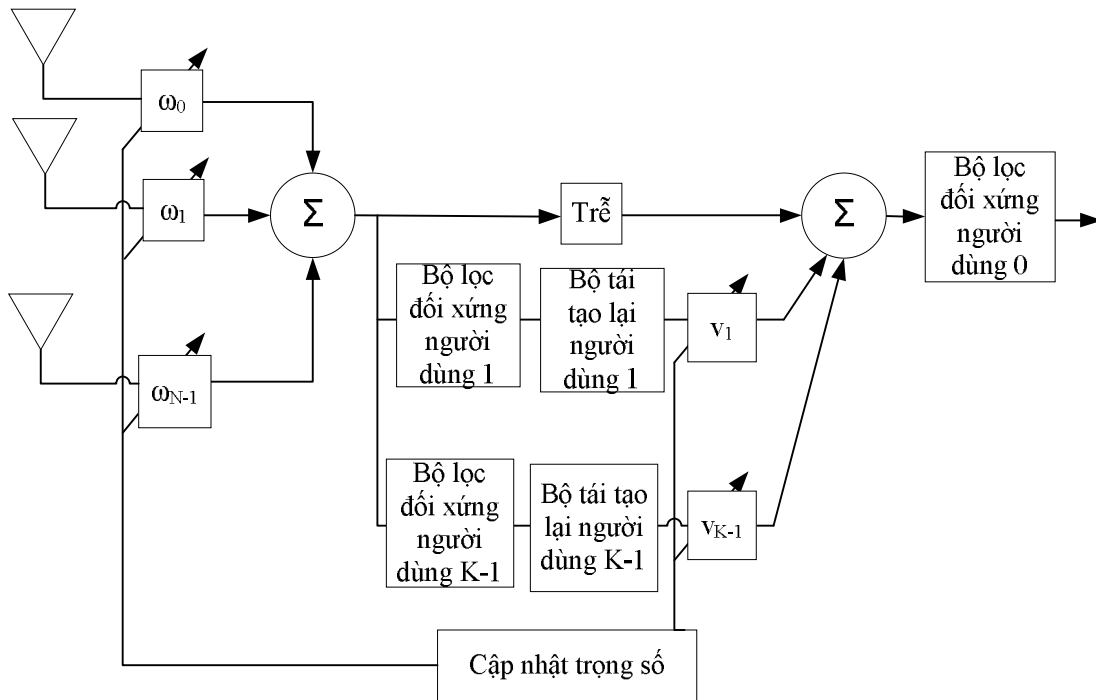 ω0
ω1
ωN-1
Σ
Trễ
Bộ lọc
đối xứng
người
dùng 1
Bộ tái
tạo lại
người
dùng 1
v1
Bộ lọc
đối xứng
người
dùng K-1
Bộ tái tạo
lại người
dùng K-1
vK-1
Σ
Bộ lọc
đối xứng
người
dùng 0
Cập nhật trọng số